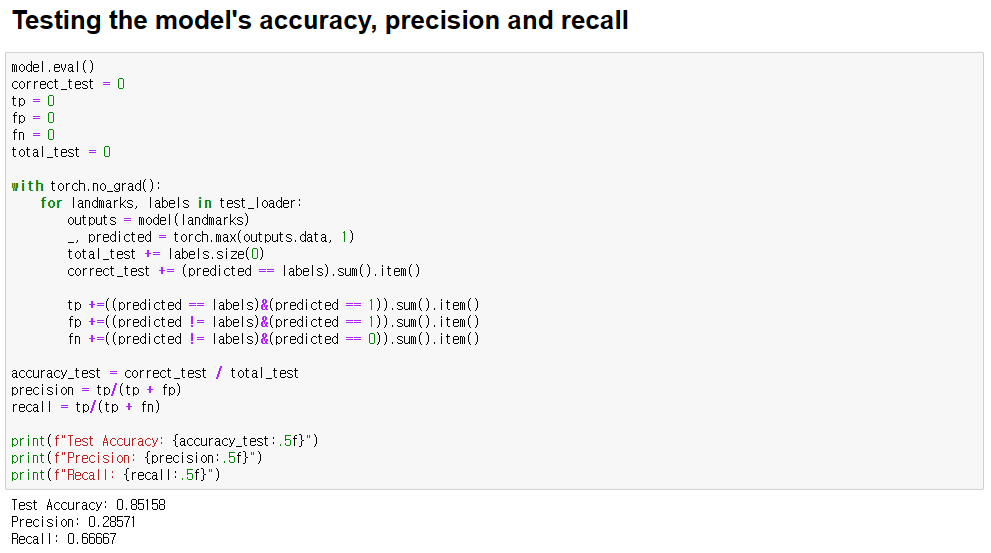 Testing the model's accuracy, precision and recall
model.eval()
correct_test = 0
tp = 0
fp = 0
fn = 0
total_test = 0
with torch.no_grad():
    for landmarks, labels in test_loader:
        outputs = model(landmarks)
        _, predicted = torch.max(outputs.data, 1)
        total_test += labels.size(0)
        correct_test += (predicted == labels).sum().item()
        tp +=((predicted == labels)&(predicted == 1)).sum().item()
        fp +=((predicted != labels)&(predicted == 1)).sum().item()
        fn +=((predicted != labels)&(predicted == 0)).sum().item()
accuracy_test = correct_test / total_test
precision = tp/(tp + fp)
recall = tp/(tp + fn)
print(f"Test Accuracy: {accuracy_test:.5f}")
print(f"Precision: {precision:.5f}")
print(f"Recall: {recall:.5f}")
Test Accuracy: 0.85158
Precision: 0.28571
Recall: 0.66667